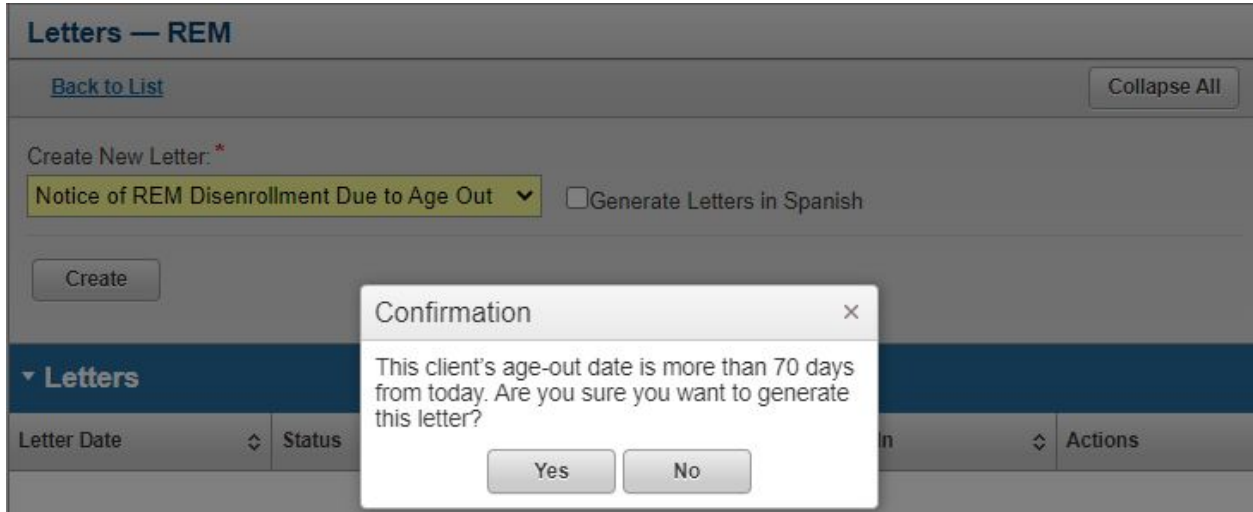 Letters — REM
Back to List
Collapse All
Create New Letter: *
Notice of REM Disenrollment Due to Age Out
Generate Letters in Spanish
Create
Confirmation
This client's age-out date is more than 70 days
from today. Are you sure you want to generate
this letter?
Yes No
Letters
Letter Date Status In Actions